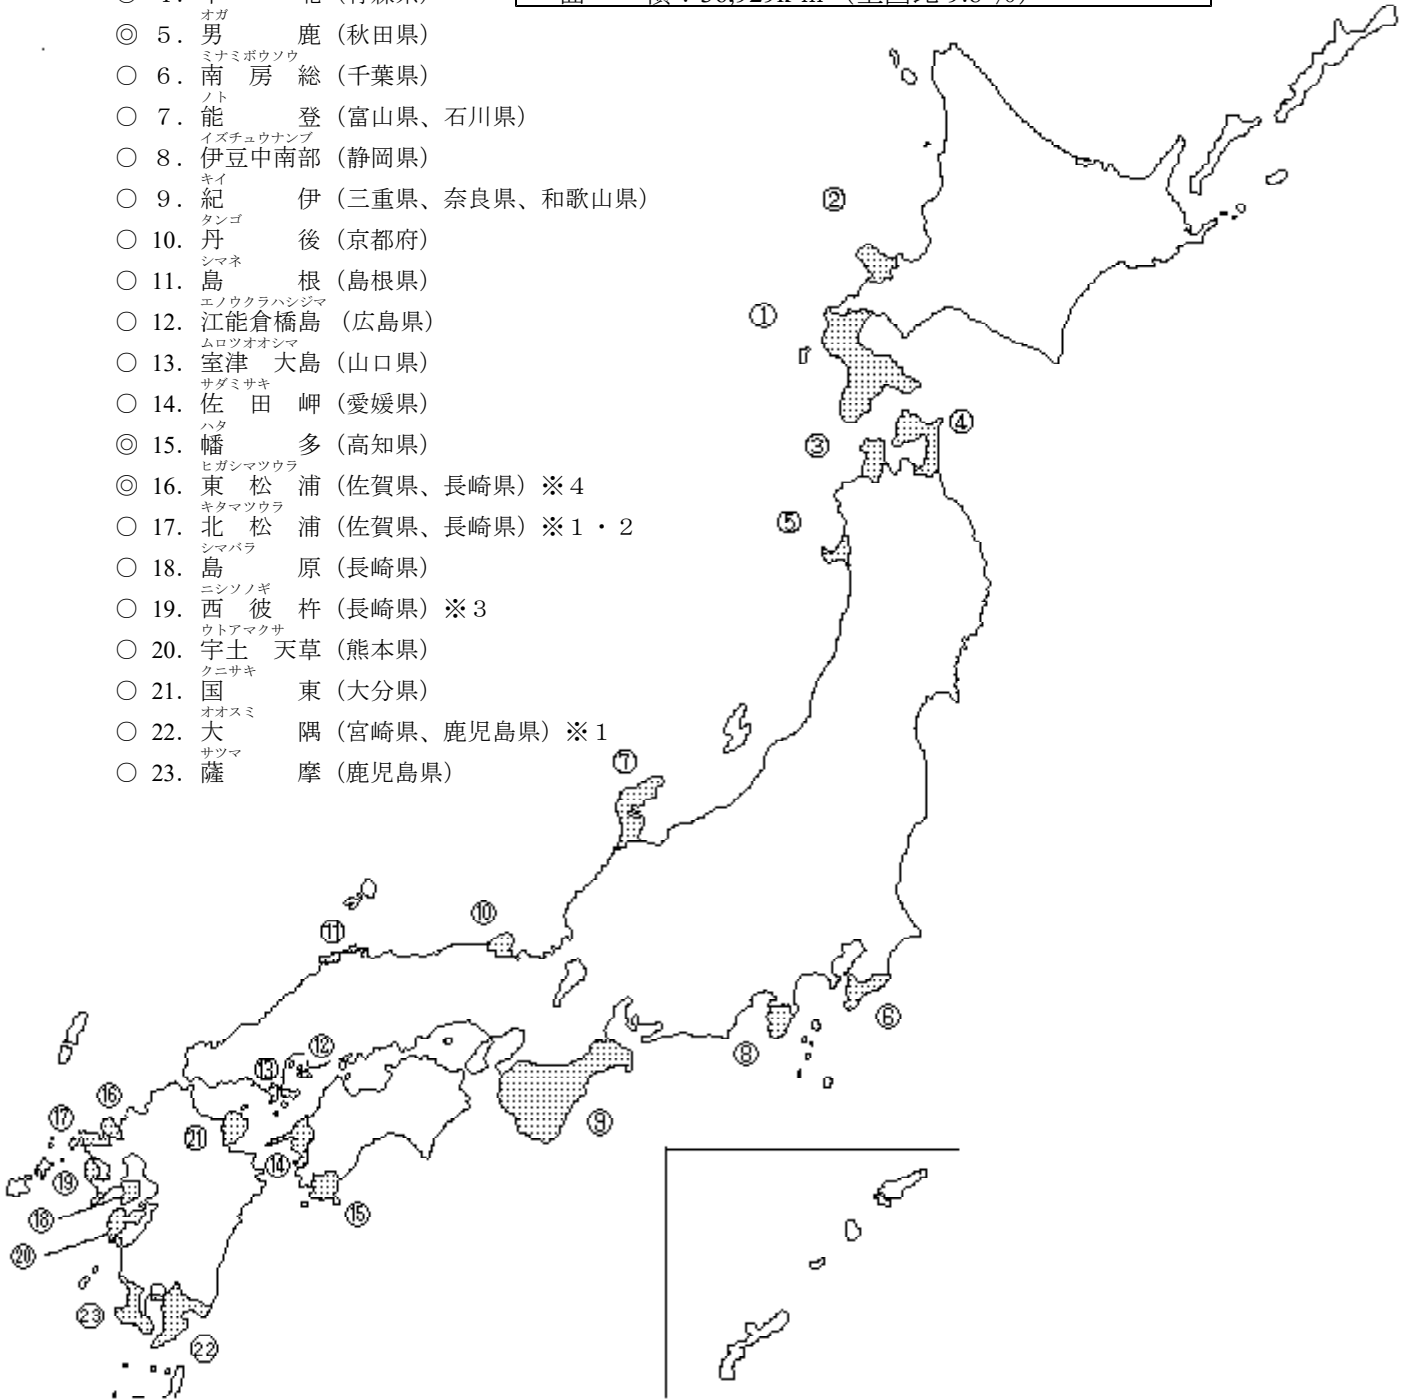 ◎ 5. 男鹿(秋田県)
オガ
○ 6. 南房総(千葉県)
ミナミボウソウ
○ 7. 能登(富山県、石川県)
ノト
○ 8. 伊豆中南部(静岡県)
イズチュウナンブ
○ 9. 紀伊(三重県、奈良県、和歌山県)
キイ
○ 10. 丹後(京都府)
タンゴ
○ 11. 島根(島根県)
シマネ
○ 12. 江能倉橋島(広島県)
エノウクラハシジマ
○ 13. 室津 大島(山口県)
ムロツオオシマ
○ 14. 佐田岬(愛媛県)
サダミサキ
◎ 15. 幡多(高知県)
ハタ
◎ 16. 東松浦(佐賀県、長崎県)※4
ヒガシマツウラ
○ 17. 北松浦(佐賀県、長崎県)※1・2
キタマツウラ
○ 18. 島原(長崎県)
シマバラ
○ 19. 西彼杵(長崎県)※3
ニシソノギ
○ 20. 宇土 天草(熊本県)
ウトアマクサ
○ 21. 国東(大分県)
クニサキ
○ 22. 大隅(宮崎県、鹿児島県)※1
オオスミ
○ 23. 薩摩(鹿児島県)
サツマ
②
①
④
③
⑤
⑦
⑩
⑪
⑥
⑧
⑫
⑬
⑯
⑰
⑨
㉑
⑭
⑲
⑮
⑱
⑳
㉓
㉒